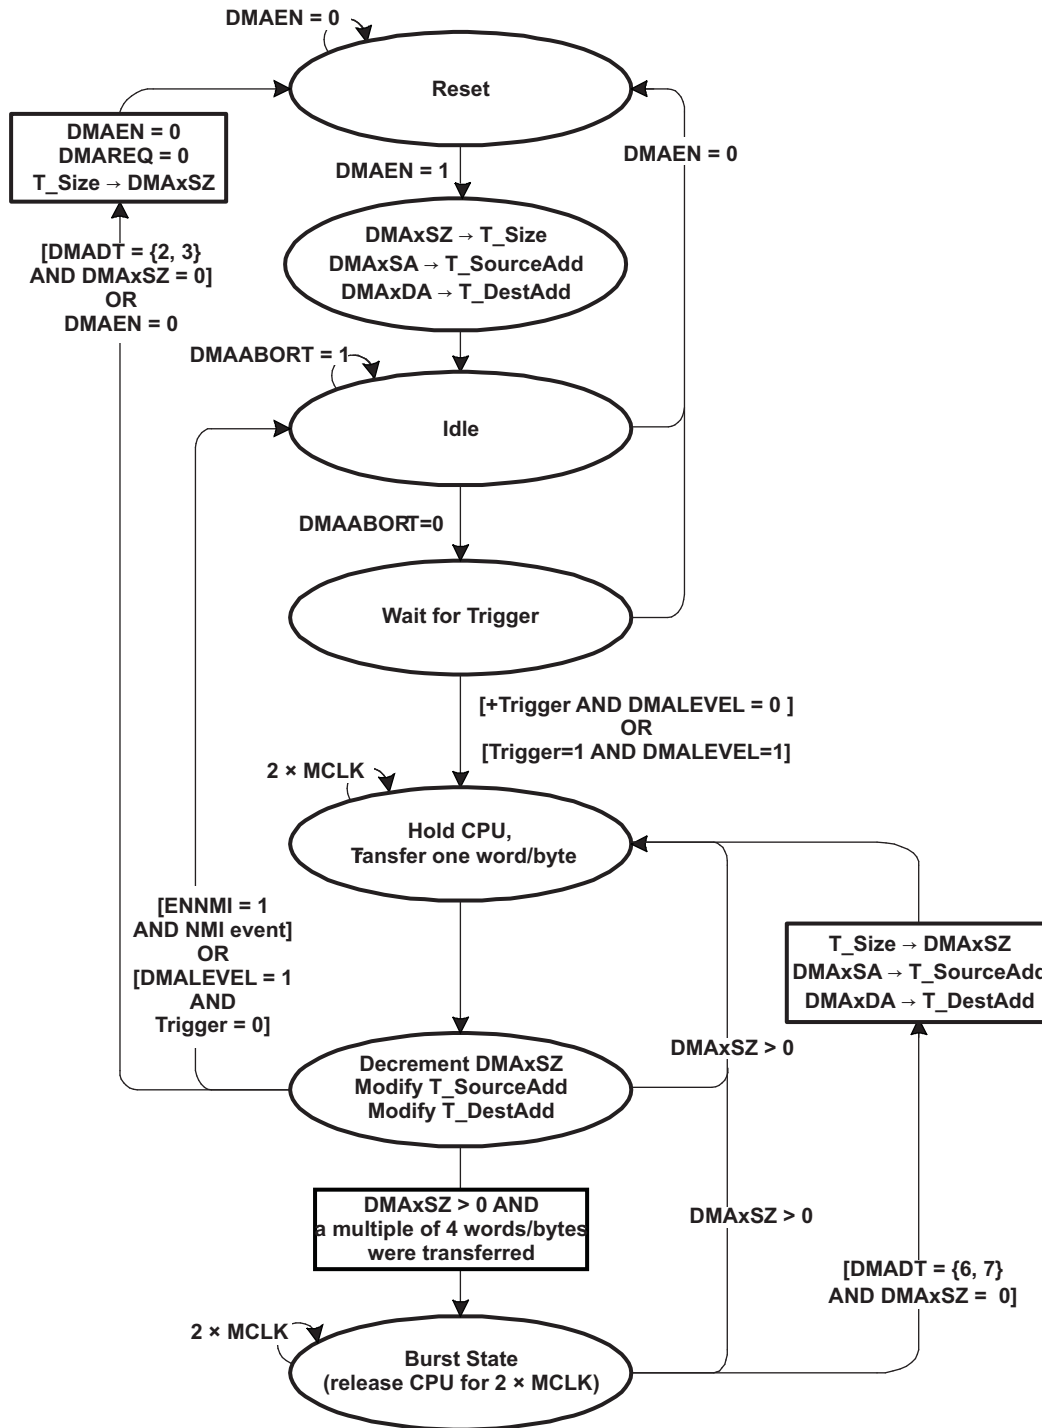 DMAEN = 0
Reset
DMAEN = 0
DMAREQ = 0
T_Size → DMAxSZ
DMAEN = 0
DMAEN = 1
[DMADT = {2, 3}
AND DMAxSZ = 0]
OR
DMAEN = 0
DMAxSZ → T_Size
DMAxSA → T_SourceAdd
DMAxDA → T_DestAdd
DMAABORT = 1
Idle
DMAABORT=0
Wait for Trigger
[+Trigger AND DMALEVEL = 0 ]
OR
[Trigger=1 AND DMALEVEL=1]
2 × MCLK
Hold CPU,
Tansfer one word/byte
[ENNMI = 1
AND NMI event]
OR
[DMALEVEL = 1
AND
Trigger = 0]
T_Size → DMAxSZ
DMAxSA → T_SourceAdd
DMAxDA → T_DestAdd
DMAxSZ > 0
Decrement DMAxSZ
Modify T_SourceAdd
Modify T_DestAdd
DMAxSZ > 0 AND
a multiple of 4 words/bytes
were transferred
DMAxSZ > 0
[DMADT = {6, 7}
AND DMAxSZ = 0]
2 × MCLK
Burst State
(release CPU for 2 × MCLK)